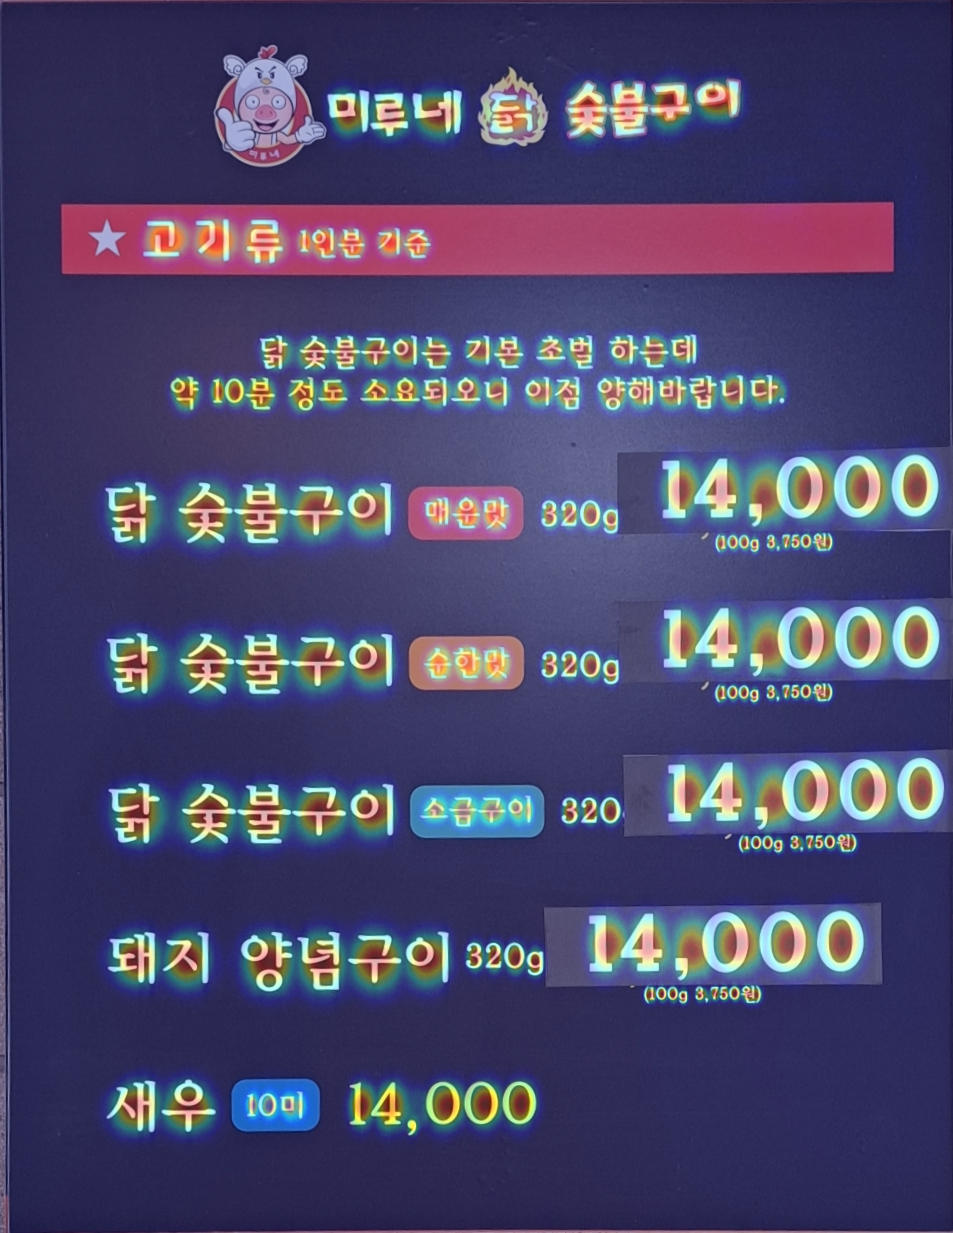 미루네 닭 숯불구이
미루네
고기류 1인분 기준
닭 숯불구이는 기본 초벌 하는데
약 10분 정도 소요되오니 이점 양해바랍니다.
닭 숯불구이 매운맛 320g 14,000
(100g 3,750원)
닭 숯불구이 순한맛 320g 14,000
(100g 3,750원)
닭 숯불구이 소금구이 320 14,000
(100g 3,750원)
돼지 양념구이 320g 14,000
(100g 3,750원)
새우 10미 14,000